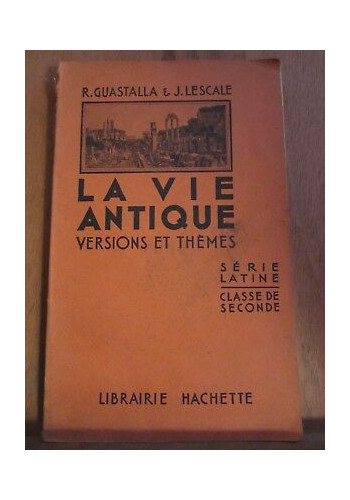 R. GUASTALLA & J. LESCALE
LA VIE
ANTIQUE
VERSIONS ET THÈMES
SÉRIE
LATINE
CLASSE DE
SECONDE
LIBRAIRIE HACHETTE